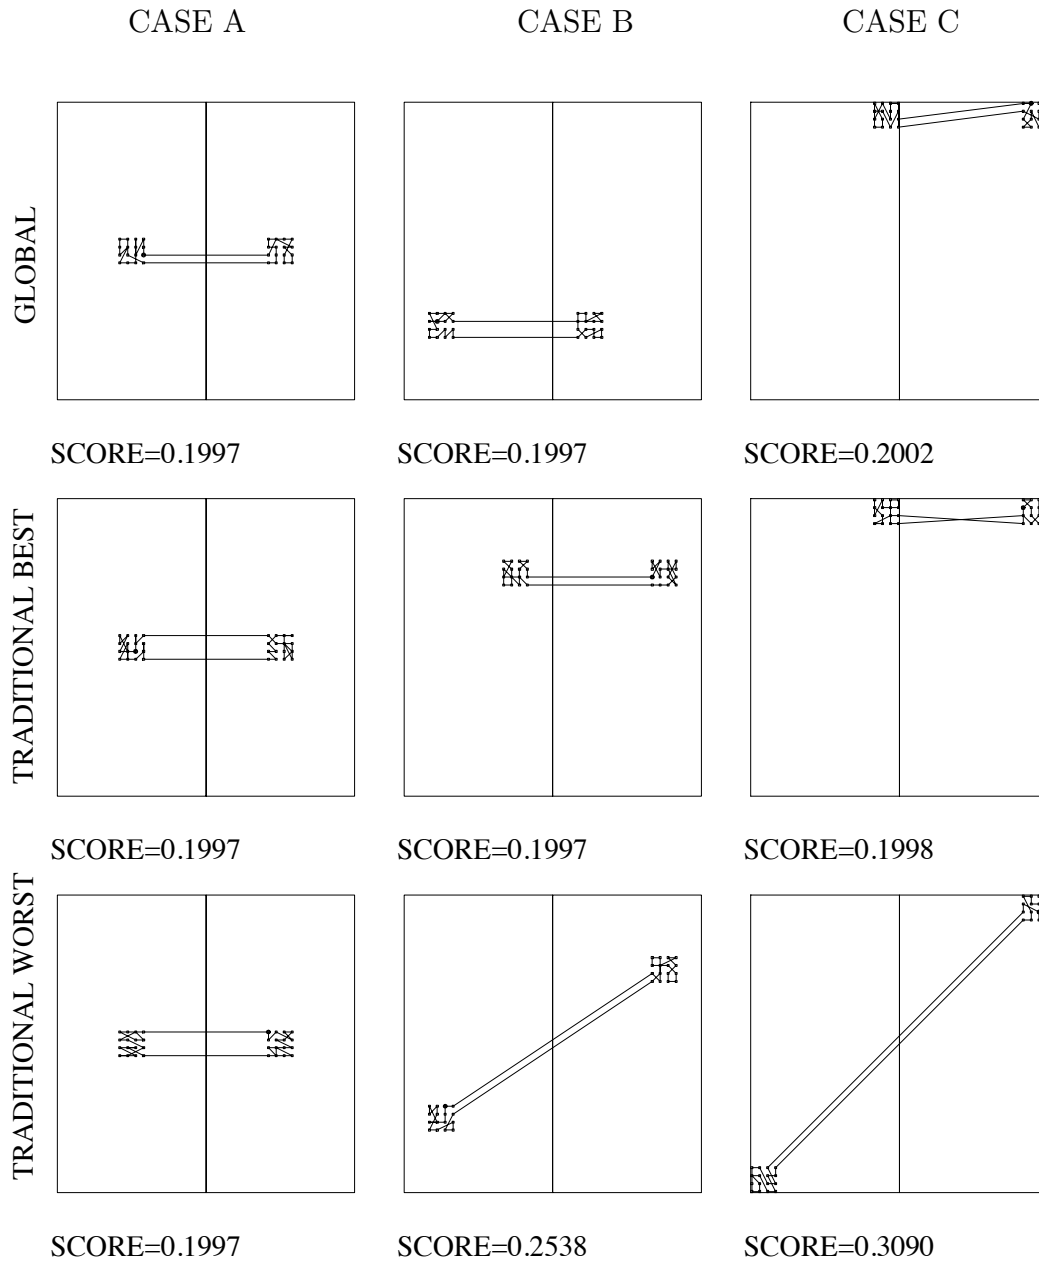 CASE A CASE B CASE C
GLOBAL
SCORE=0.1997 SCORE=0.1997 SCORE=0.2002
TRADITIONAL BEST
SCORE=0.1997 SCORE=0.1997 SCORE=0.1998
TRADITIONAL WORST
SCORE=0.1997 SCORE=0.2538 SCORE=0.3090